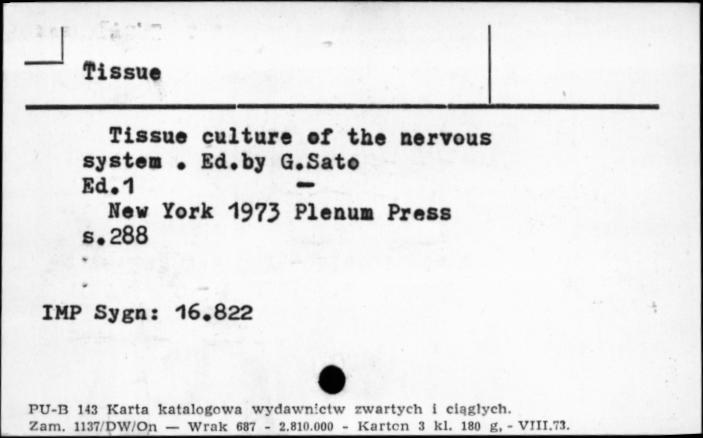 Tissue
Tissue culture of the nervous
system . Ed.by G.Sato
Ed.1 -
New York 1973 Plenum Press
s.288
IMP Sygn: 16.822
PU-B 143 Karta katalogowa wydawnictw zwartych i ciągłych.
Zam. 1137/DW/On — Wrak 687 - 2.810.000 - Karton 3 kl. 180 g. - VIII.73.